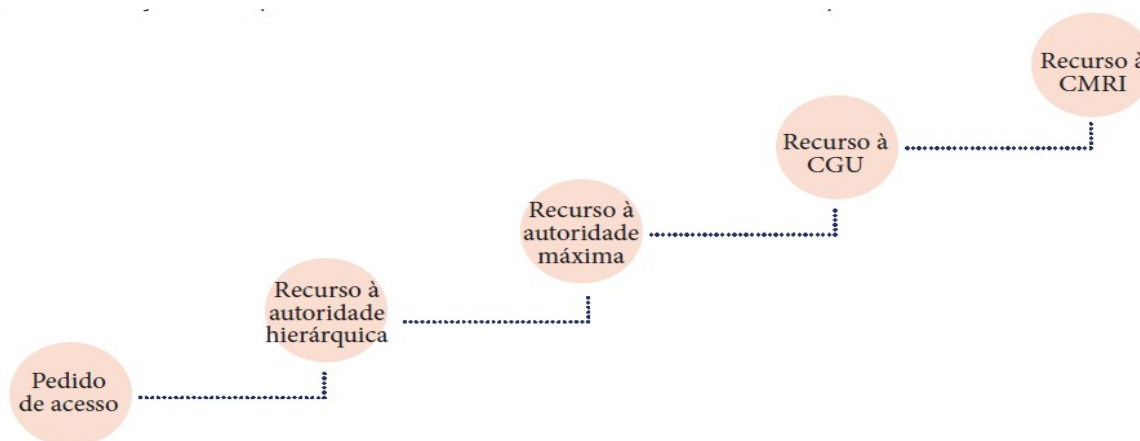 Recurso à
CMRI
Recurso à
CGU
Recurso à
autoridade
máxima
Recurso à
autoridade
hierárquica
Pedido
de acesso